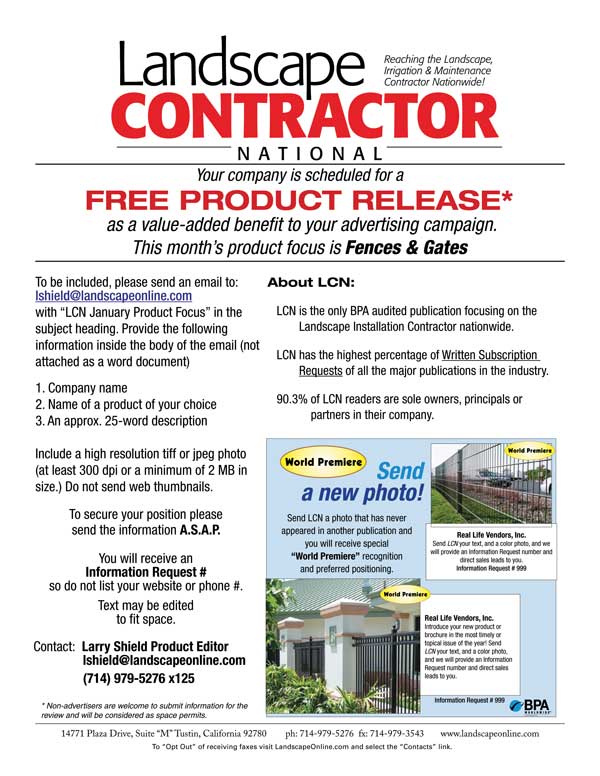 Landscape
Reaching the Landscape,
Irrigation & Maintenance
Contractor Nationwide!
CONTRACTOR
NATIONAL
Your company is scheduled for a
FREE PRODUCT RELEASE*
as a value-added benefit to your advertising campaign.
This month's product focus is Fences & Gates
To be included, please send an email to:
lshield@landscapeonline.com
with “LCN January Product Focus” in the
subject heading. Provide the following
information inside the body of the email (not
attached as a word document)
1. Company name
2. Name of a product of your choice
3. An approx. 25-word description
Include a high resolution tiff or jpeg photo
(at least 300 dpi or a minimum of 2 MB in
size.) Do not send web thumbnails.
To secure your position please
send the information A.S.A.P.
You will receive an
Information Request #
so do not list your website or phone #.
Text may be edited
to fit space.
Contact: Larry Shield Product Editor
lshield@landscapeonline.com
(714) 979-5276 x125
* Non-advertisers are welcome to submit information for the
review and will be considered as space permits.
About LCN:
LCN is the only BPA audited publication focusing on the
Landscape Installation Contractor nationwide.
LCN has the highest percentage of Written Subscription
Requests of all the major publications in the industry.
90.3% of LCN readers are sole owners, principals or
partners in their company.
World Premiere
Send
a new photo!
Send LCN a photo that has never
appeared in another publication and
you will receive special
“World Premiere” recognition
and preferred positioning.
World Premiere
Real Life Vendors, Inc.
Send LCN your text, and a color photo, and we
will provide an Information Request number and
direct sales leads to you.
Information Request # 999
World Premiere
Real Life Vendors, Inc.
Introduce your new product or
brochure in the most timely or
topical issue of the year! Send
LCN your text, and a color photo,
and we will provide an Information
Request number and direct sales
leads to you.
Information Request # 999
BPA
WORLDWIDE
14771 Plaza Drive, Suite “M” Tustin, California 92780 ph: 714-979-5276 fx: 714-979-3543 www.landscapeonline.com
To “Opt Out” of receiving faxes visit LandscapeOnline.com and select the “Contacts” link.